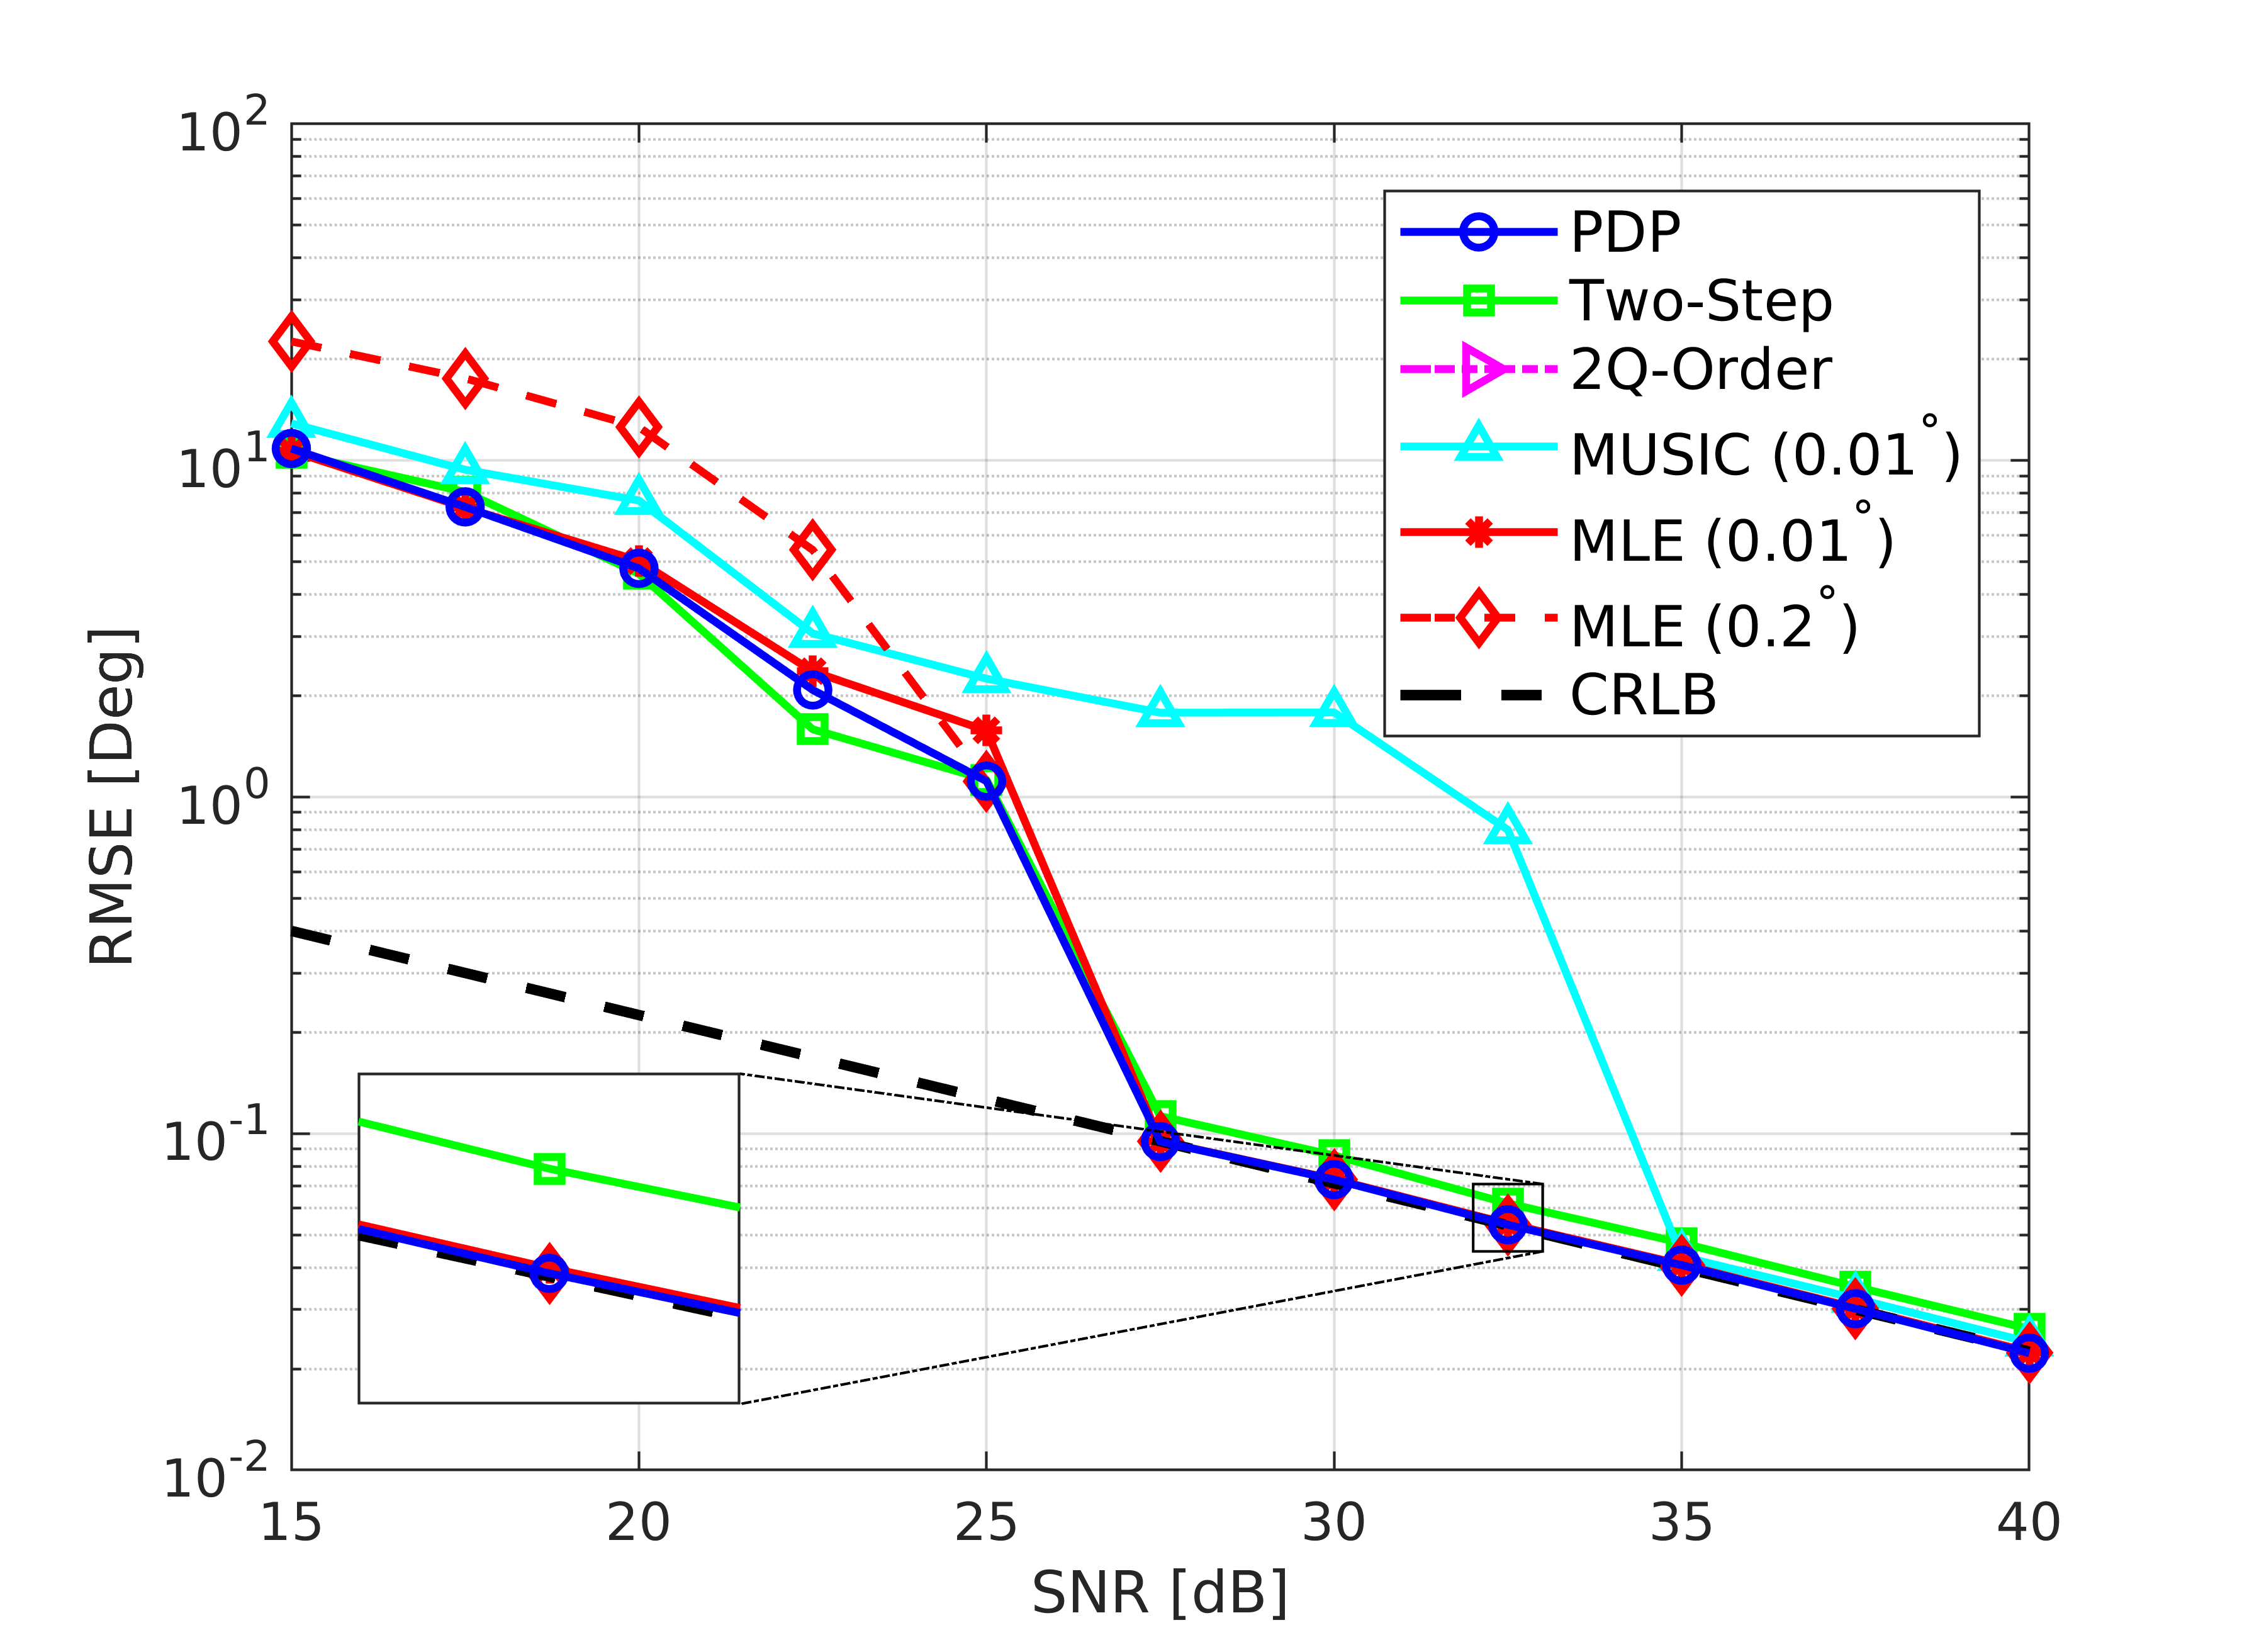 10^2
10^1
10^0
10^-1
10^-2
RMSE [Deg]
PDP
Two-Step
2Q-Order
MUSIC (0.01°)
MLE (0.01°)
MLE (0.2°)
CRLB
15 20 25 30 35 40
SNR [dB]